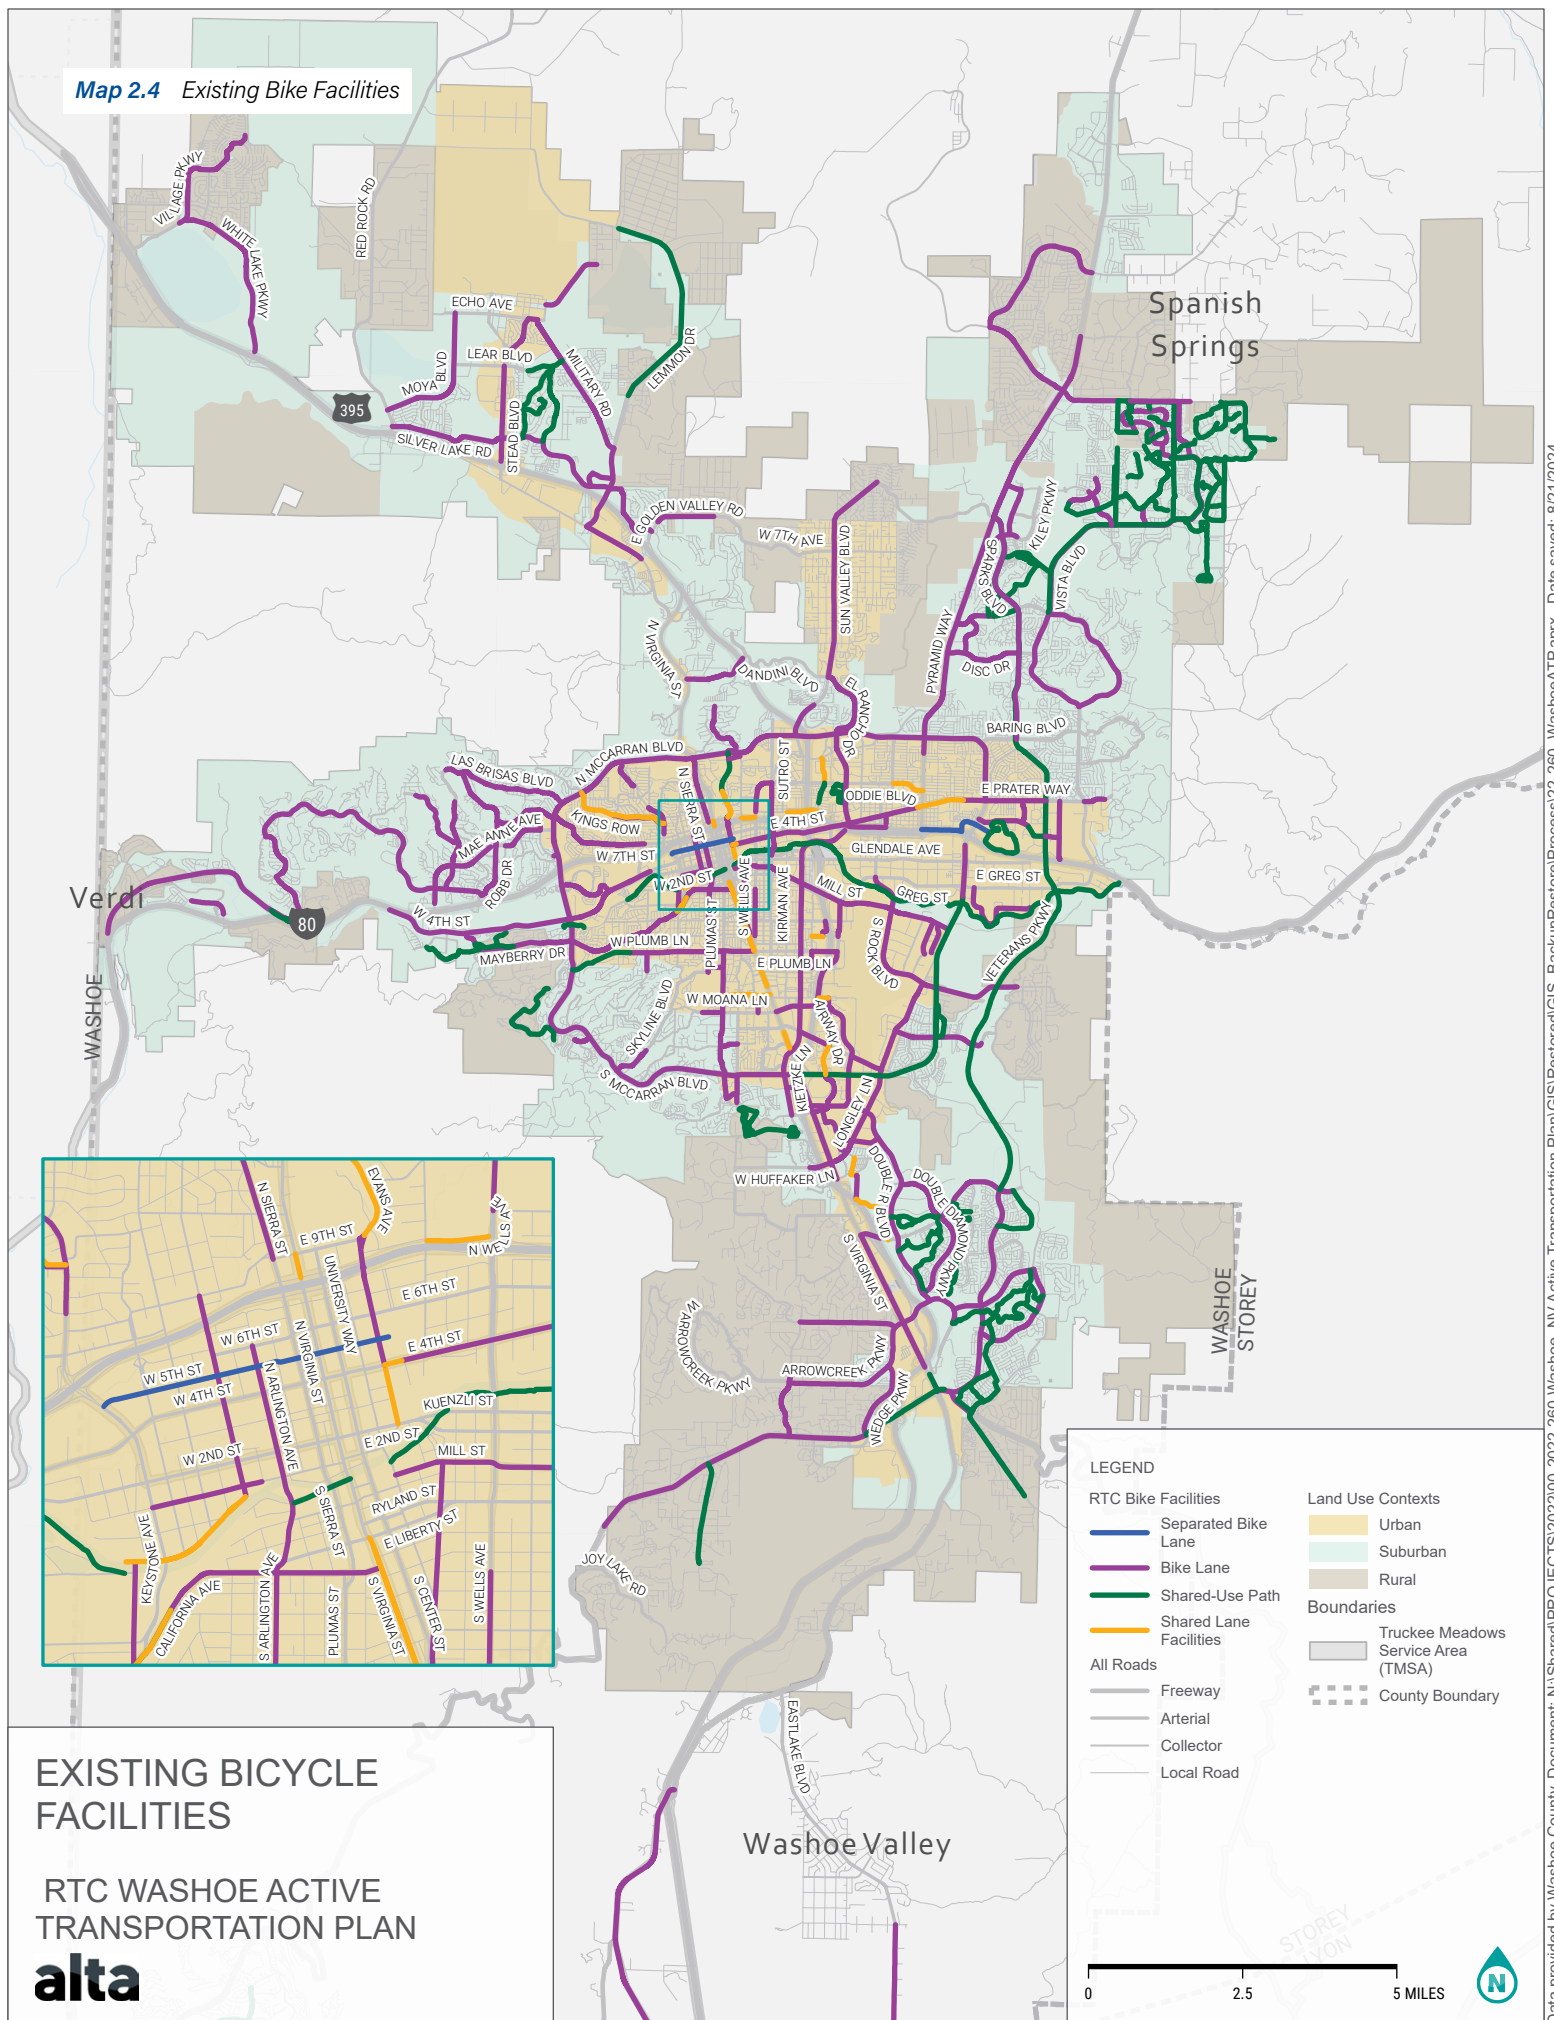 Map 2.4 Existing Bike Facilities
VILLAGE PKWY
WHITE LAKE PKWY
RED ROCK RD
ECHO AVE
LEAR BLVD
MOYA BLVD
MILITARY RD
LEMMON DR
395
SILVER LAKE RD
STEAD BLVD
Spanish
Springs
E GOLDEN VALLEY RD
W 7TH AVE
SUN VALLEY BLVD
KILEY PKWY
SPARKS BLVD
VISTA BLVD
PYRAMID WAY
DISC DR
N VIRGINIA ST
DANDINI BLVD
EL RANCHO DR
BARING BLVD
N MCCARRAN BLVD
LAS BRISAS BLVD
N SIERRA ST
SUTRO ST
ODDIE BLVD
E PRATER WAY
KINGS ROW
E 4TH ST
MAE ANNE AVE
W 7TH ST
GLENDALE AVE
ROBB DR
W 2ND ST
S WELLS AVE
KIRMAN AVE
MILL ST
GREG ST
E GREG ST
Verdi
80
W 4TH ST
PLUMAS ST
S ROCK BLVD
VETERANS PKWY
W PLUMB LN
MAYBERRY DR
E PLUMB LN
WASHOE
W MOANA LN
SKYLINE BLVD
AIRWAY DR
S MCCARRAN BLVD
KIETZKE LN
LONGLEY LN
W HUFFAKER LN
DOUBLE R BLVD
DOUBLE DIAMOND PKWY
S VIRGINIA ST
WASHOE
STOREY
W ARROWCREEK PKWY
ARROWCREEK PKWY
WEDGE PKWY
JOY LAKE RD
EASTLAKE BLVD
Washoe Valley
N SIERRA ST
EVANS AVE
E 9TH ST
N WELLS AVE
UNIVERSITY WAY
E 6TH ST
W 6TH ST
N VIRGINIA ST
E 4TH ST
W 5TH ST
W 4TH ST
N ARLINGTON AVE
KUENZLI ST
E 2ND ST
MILL ST
W 2ND ST
S SIERRA ST
RYLAND ST
E LIBERTY ST
KEYSTONE AVE
CALIFORNIA AVE
S ARLINGTON AVE
PLUMAS ST
S VIRGINIA ST
S CENTER ST
S WELLS AVE
LEGEND
RTC Bike Facilities
Separated Bike
Lane
Bike Lane
Shared-Use Path
Shared Lane
Facilities
All Roads
Freeway
Arterial
Collector
Local Road
Land Use Contexts
Urban
Suburban
Rural
Boundaries
Truckee Meadows
Service Area
(TMSA)
County Boundary
STOREY
LYON
0 2.5 5 MILES
N
EXISTING BICYCLE
FACILITIES
RTC WASHOE ACTIVE
TRANSPORTATION PLAN
alta